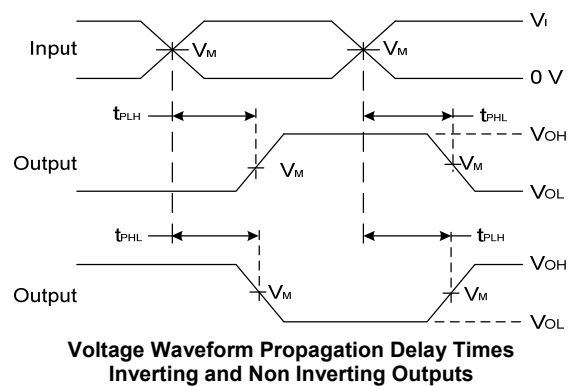 Input VM VM VI
0 V
tPLH tPHL
VOH
Output VM VM
VOL
tPHL tPLH
VOH
Output VM VM
VOL
Voltage Waveform Propagation Delay Times
Inverting and Non Inverting Outputs